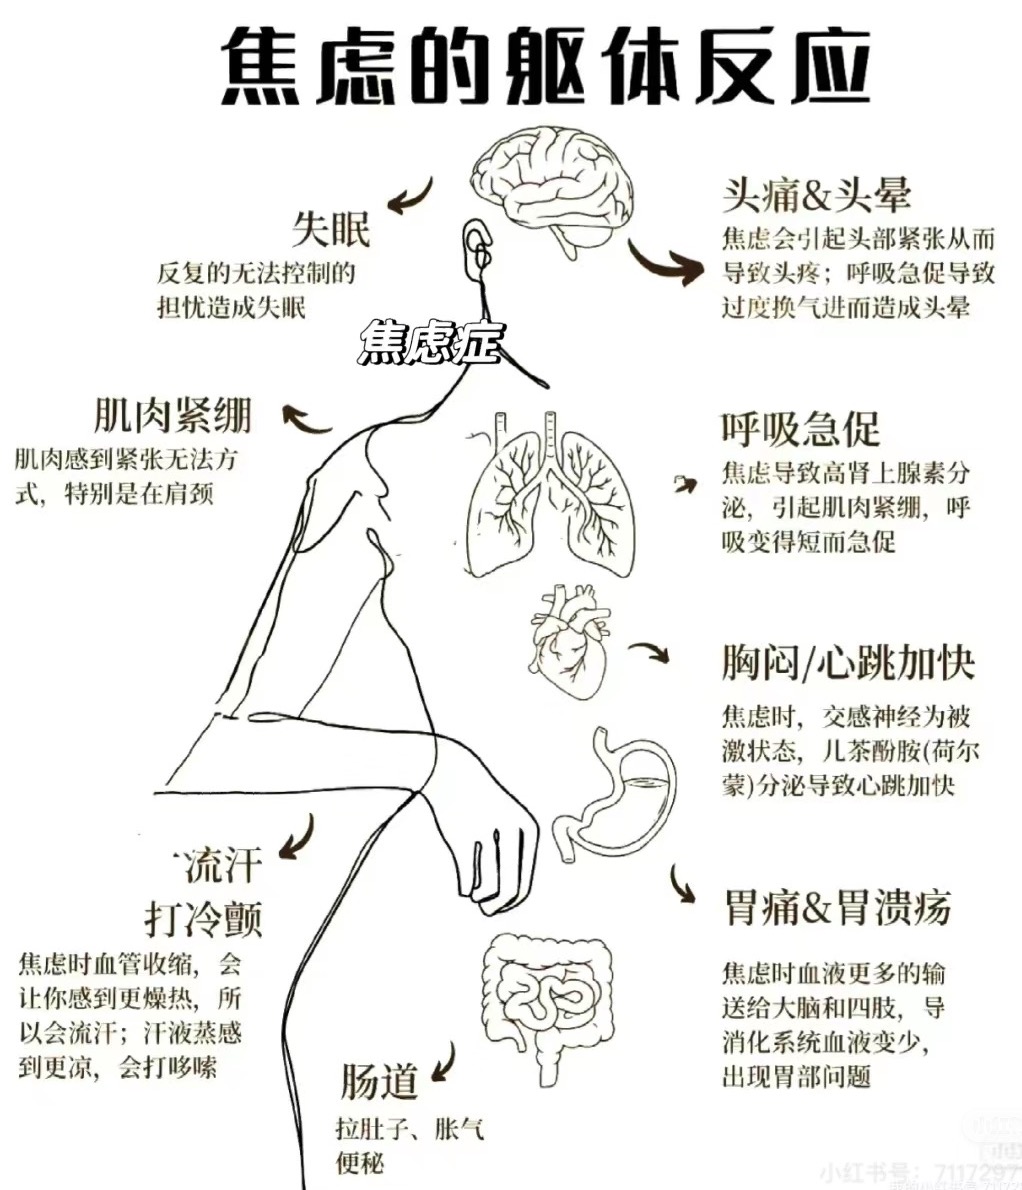 焦虑的躯体反应
失眠
反复的无法控制的
担忧造成失眠
头痛&头晕
焦虑会引起头部紧张从而
导致头疼；呼吸急促导致
过度换气进而造成头晕
焦虑症
肌肉紧绷
肌肉感到紧张无法方
式，特别是在肩颈
呼吸急促
焦虑导致高肾上腺素分
泌，引起肌肉紧绷，呼
吸变得短而急促
胸闷/心跳加快
焦虑时，交感神经为被
激状态，儿茶酚胺(荷尔
蒙)分泌导致心跳加快
流汗
打冷颤
焦虑时血管收缩，会
让你感到更燥热，所
以会流汗；汗液蒸感
到更凉，会打哆嗦
胃痛&胃溃疡
焦虑时血液更多的输
送给大脑和四肢，导
消化系统血液变少，
出现胃部问题
肠道
拉肚子、胀气
便秘
小红书号：7117297